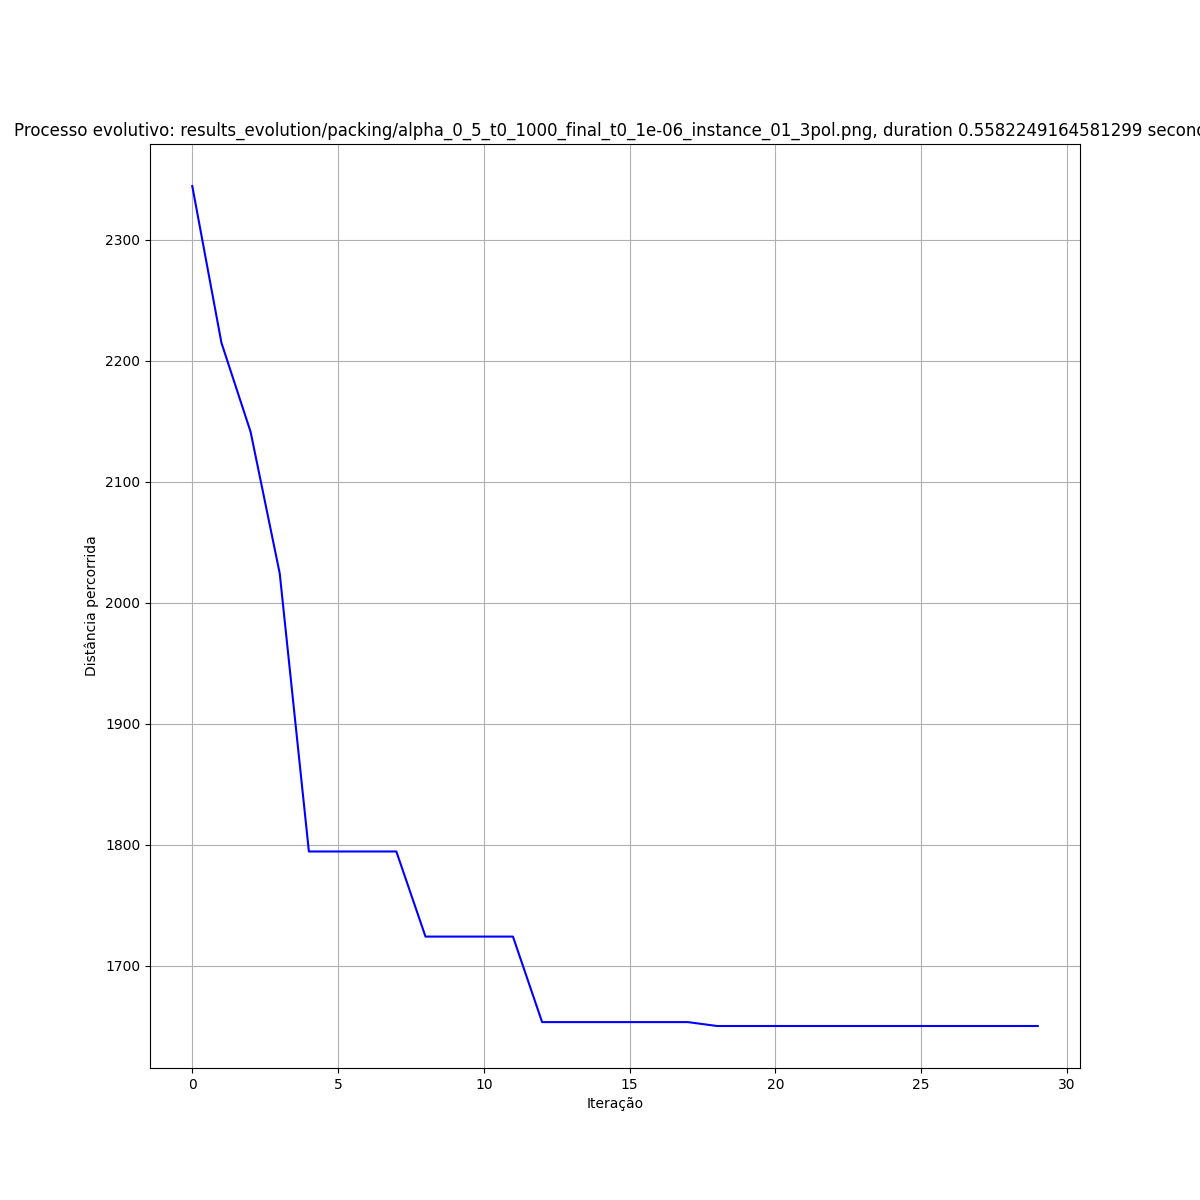 Processo evolutivo: results_evolution/packing/alpha_0_5_t0_1000_final_t0_1e-06_instance_01_3pol.png, duration 0.5582249164581299
2300
2200
2100
2000
1900
1800
1700
Distância percorrida
0 5 10 15 20 25 30
Iteração